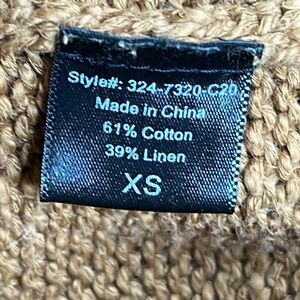 Style#: 324-7320-C20
Made in China
61% Cotton
39% Linen
XS